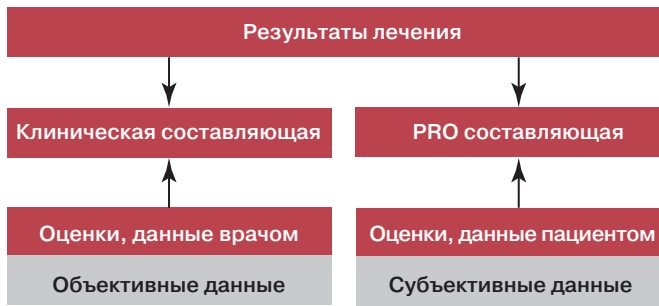 Результаты лечения
Клиническая составляющая
PRO составляющая
Оценки, данные врачом
Оценки, данные пациентом
Объективные данные
Субъективные данные